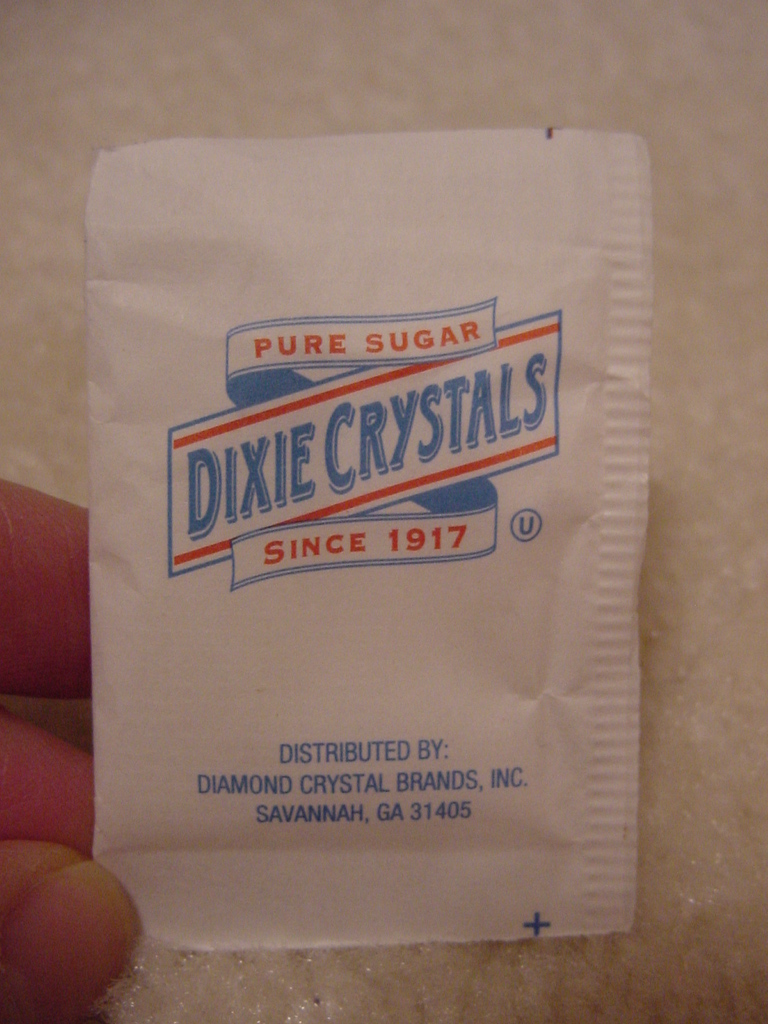 PURE SUGAR
DIXIE CRYSTALS
SINCE 1917
U
DISTRIBUTED BY:
DIAMOND CRYSTAL BRANDS, INC.
SAVANNAH, GA 31405